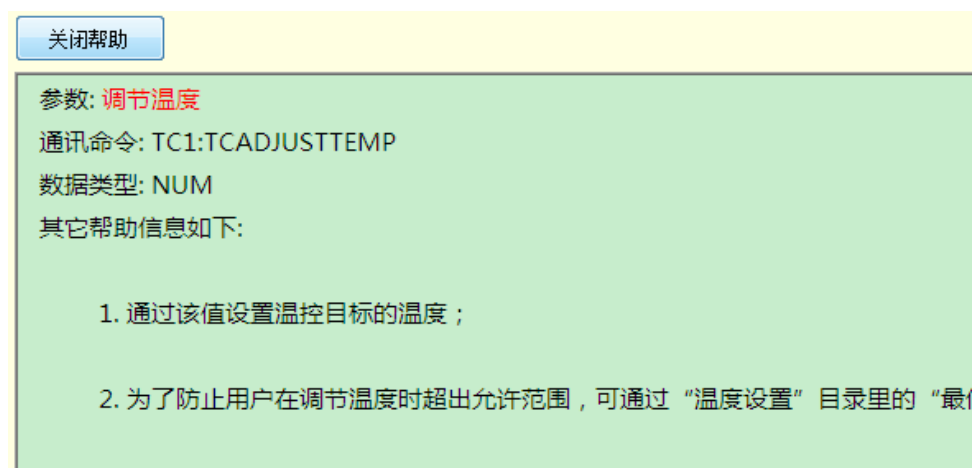 关闭帮助
参数: 调节温度
通讯命令: TC1:TCADJUSTTEMP
数据类型: NUM
其它帮助信息如下:
1. 通过该值设置温控目标的温度；
2. 为了防止用户在调节温度时超出允许范围，可通过“温度设置”目录里的“最